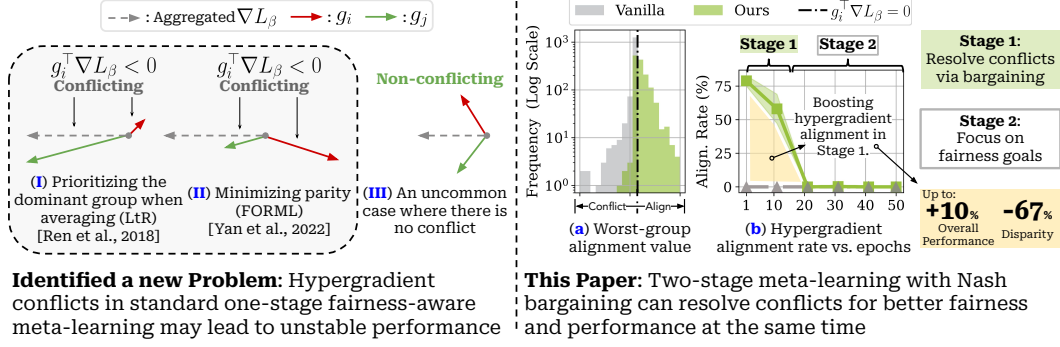 : Aggregated ∇L_β : g_i : g_j
g_i^⊤∇L_β < 0
Conflicting
g_i^⊤∇L_β < 0
Conflicting
Non-conflicting
(I) Prioritizing the
dominant group when
averaging (LtR)
[Ren et al., 2018]
(II) Minimizing parity
(FORML)
[Yan et al., 2022]
(III) An uncommon
case where there is
no conflict
Identified a new Problem: Hypergradient
conflicts in standard one-stage fairness-aware
meta-learning may lead to unstable performance
Vanilla Ours g_i^⊤∇L_β = 0
Frequency (Log Scale)
10^3
10^2
10^1
10^0
Conflict Align
(a) Worst-group
alignment value
Stage 1 Stage 2
Align. Rate (%)
75
50
25
0
Boosting
hypergradient
alignment in
Stage 1.
1 10 20 30 40 50
(b) Hypergradient
alignment rate vs. epochs
Stage 1:
Resolve conflicts
via bargaining
Stage 2:
Focus on
fairness goals
Up to:
+10% -67%
Overall
Performance
Disparity
This Paper: Two-stage meta-learning with Nash
bargaining can resolve conflicts for better fairness
and performance at the same time